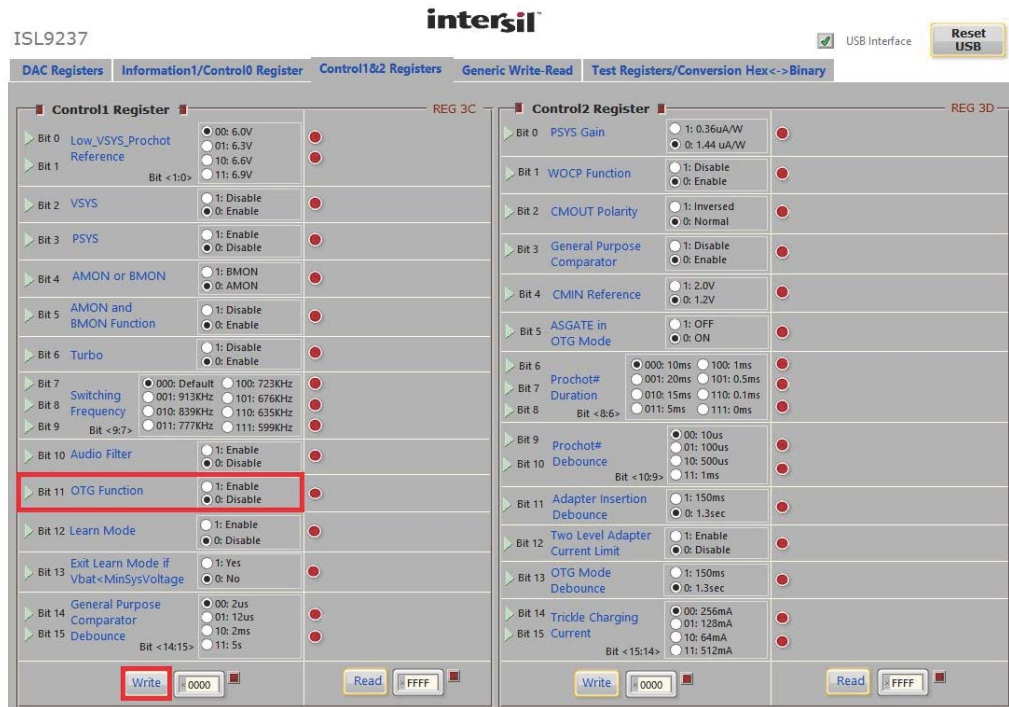 intersil
ISL9237
USB Interface
Reset
USB
DAC Registers Information1/Control0 Register Control1&2 Registers Generic Write-Read Test Registers/Conversion Hex<->Binary
Control1 Register
REG 3C
Bit 0
Bit 1
Low_VSYS_Prochot
Reference
Bit <1:0>
00: 6.0V
01: 6.3V
10: 6.6V
11: 6.9V
Bit 2 VSYS
1: Disable
0: Enable
Bit 3 PSYS
1: Enable
0: Disable
Bit 4 AMON or BMON
1: BMON
0: AMON
Bit 5 AMON and
BMON Function
1: Disable
0: Enable
Bit 6 Turbo
1: Disable
0: Enable
Bit 7
Bit 8
Bit 9
Switching
Frequency
Bit <9:7>
000: Default 100: 723KHz
001: 913KHz 101: 676KHz
010: 839KHz 110: 635KHz
011: 777KHz 111: 599KHz
Bit 10 Audio Filter
1: Enable
0: Disable
Bit 11 OTG Function
1: Enable
0: Disable
Bit 12 Learn Mode
1: Enable
0: Disable
Bit 13 Exit Learn Mode if
Vbat<MinSysVoltage
1: Yes
0: No
Bit 14
Bit 15
General Purpose
Comparator
Debounce
Bit <14:15>
00: 2us
01: 12us
10: 2ms
11: 5s
Write
x 0000
Read
x FFFF
Control2 Register
REG 3D
Bit 0 PSYS Gain
1: 0.36uA/W
0: 1.44 uA/W
Bit 1 WOCP Function
1: Disable
0: Enable
Bit 2 CMOUT Polarity
1: Inversed
0: Normal
Bit 3 General Purpose
Comparator
1: Disable
0: Enable
Bit 4 CMIN Reference
1: 2.0V
0: 1.2V
Bit 5 ASGATE in
OTG Mode
1: OFF
0: ON
Bit 6
Bit 7
Bit 8
Prochot#
Duration
Bit <8:6>
000: 10ms 100: 1ms
001: 20ms 101: 0.5ms
010: 15ms 110: 0.1ms
011: 5ms 111: 0ms
Bit 9
Bit 10
Prochot#
Debounce
Bit <10:9>
00: 10us
01: 100us
10: 500us
11: 1ms
Bit 11 Adapter Insertion
Debounce
1: 150ms
0: 1.3sec
Bit 12 Two Level Adapter
Current Limit
1: Enable
0: Disable
Bit 13 OTG Mode
Debounce
1: 150ms
0: 1.3sec
Bit 14
Bit 15
Trickle Charging
Current
Bit <15:14>
00: 256mA
01: 128mA
10: 64mA
11: 512mA
Write
x 0000
Read
x FFFF